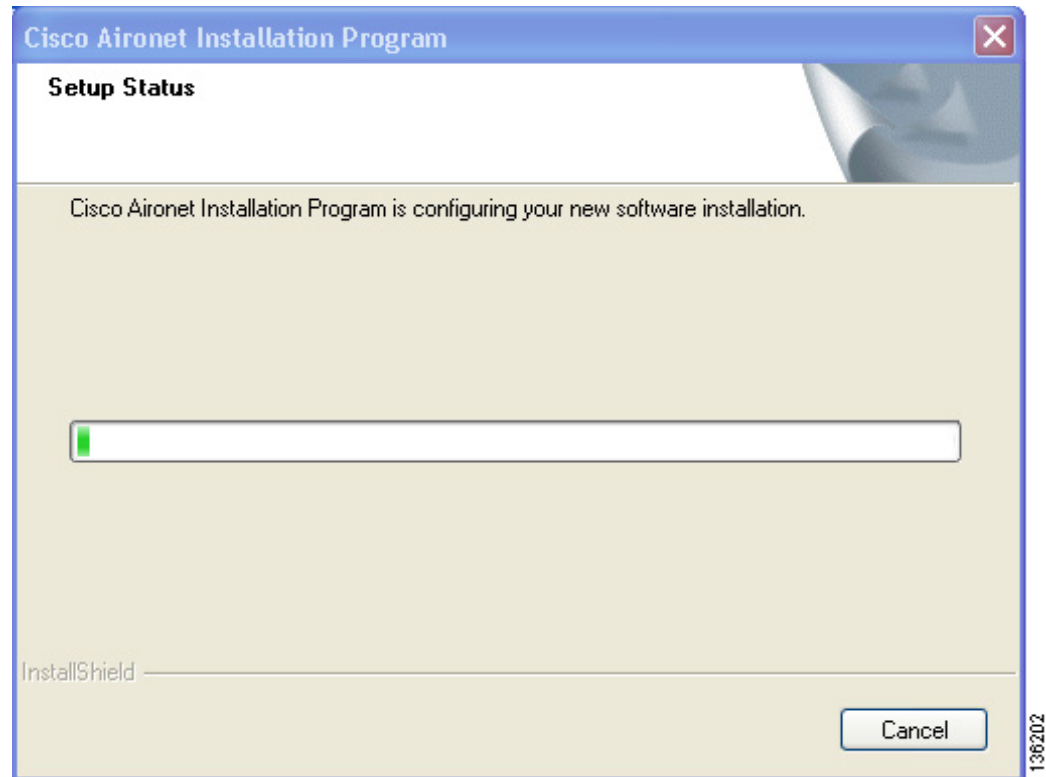 Cisco Aironet Installation Program
Setup Status
Cisco Aironet Installation Program is configuring your new software installation.
InstallShield
Cancel
136202